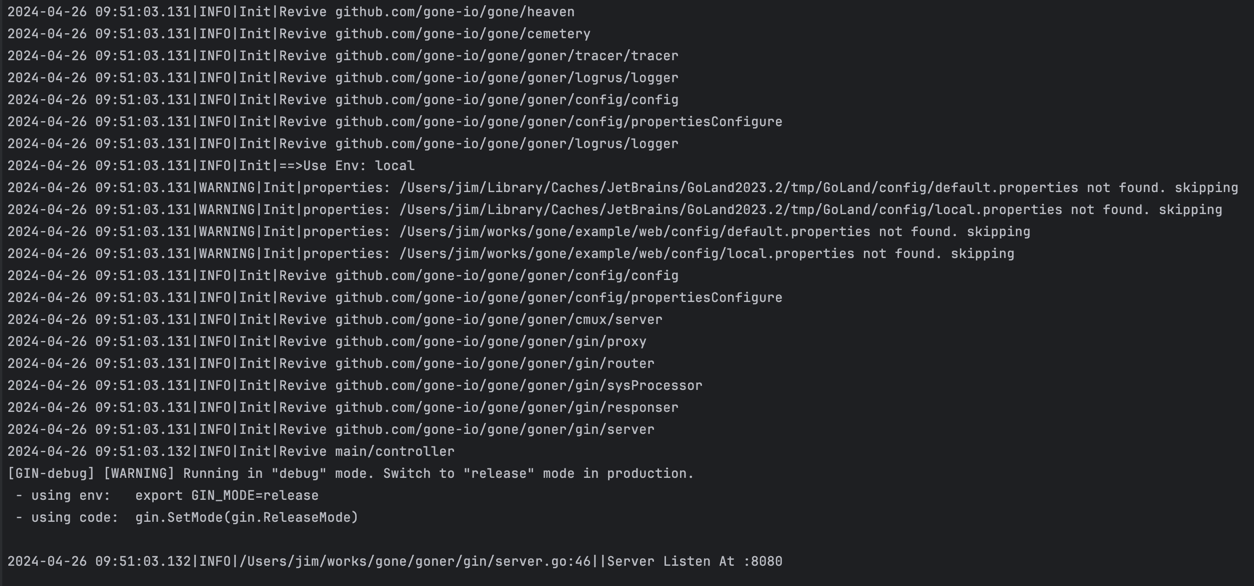 2024-04-26 09:51:03.131|INFO|Init|Revive github.com/gone-io/gone/heaven
2024-04-26 09:51:03.131|INFO|Init|Revive github.com/gone-io/gone/cemetery
2024-04-26 09:51:03.131|INFO|Init|Revive github.com/gone-io/gone/goner/tracer/tracer
2024-04-26 09:51:03.131|INFO|Init|Revive github.com/gone-io/gone/goner/logrus/logger
2024-04-26 09:51:03.131|INFO|Init|Revive github.com/gone-io/gone/goner/config/config
2024-04-26 09:51:03.131|INFO|Init|Revive github.com/gone-io/gone/goner/config/propertiesConfigure
2024-04-26 09:51:03.131|INFO|Init|Revive github.com/gone-io/gone/goner/logrus/logger
2024-04-26 09:51:03.131|INFO|Init|==>Use Env: local
2024-04-26 09:51:03.131|WARNING|Init|properties: /Users/jim/Library/Caches/JetBrains/GoLand2023.2/tmp/GoLand/config/default.properties not found. skipping
2024-04-26 09:51:03.131|WARNING|Init|properties: /Users/jim/Library/Caches/JetBrains/GoLand2023.2/tmp/GoLand/config/local.properties not found. skipping
2024-04-26 09:51:03.131|WARNING|Init|properties: /Users/jim/works/gone/example/web/config/default.properties not found. skipping
2024-04-26 09:51:03.131|WARNING|Init|properties: /Users/jim/works/gone/example/web/config/local.properties not found. skipping
2024-04-26 09:51:03.131|INFO|Init|Revive github.com/gone-io/gone/goner/config/config
2024-04-26 09:51:03.131|INFO|Init|Revive github.com/gone-io/gone/goner/config/propertiesConfigure
2024-04-26 09:51:03.131|INFO|Init|Revive github.com/gone-io/gone/goner/cmux/server
2024-04-26 09:51:03.131|INFO|Init|Revive github.com/gone-io/gone/goner/gin/proxy
2024-04-26 09:51:03.131|INFO|Init|Revive github.com/gone-io/gone/goner/gin/router
2024-04-26 09:51:03.131|INFO|Init|Revive github.com/gone-io/gone/goner/gin/sysProcessor
2024-04-26 09:51:03.131|INFO|Init|Revive github.com/gone-io/gone/goner/gin/responser
2024-04-26 09:51:03.131|INFO|Init|Revive github.com/gone-io/gone/goner/gin/server
2024-04-26 09:51:03.132|INFO|Init|Revive main/controller
[GIN-debug] [WARNING] Running in "debug" mode. Switch to "release" mode in production.
 - using env:   export GIN_MODE=release
 - using code:  gin.SetMode(gin.ReleaseMode)
2024-04-26 09:51:03.132|INFO|/Users/jim/works/gone/goner/gin/server.go:46||Server Listen At :8080